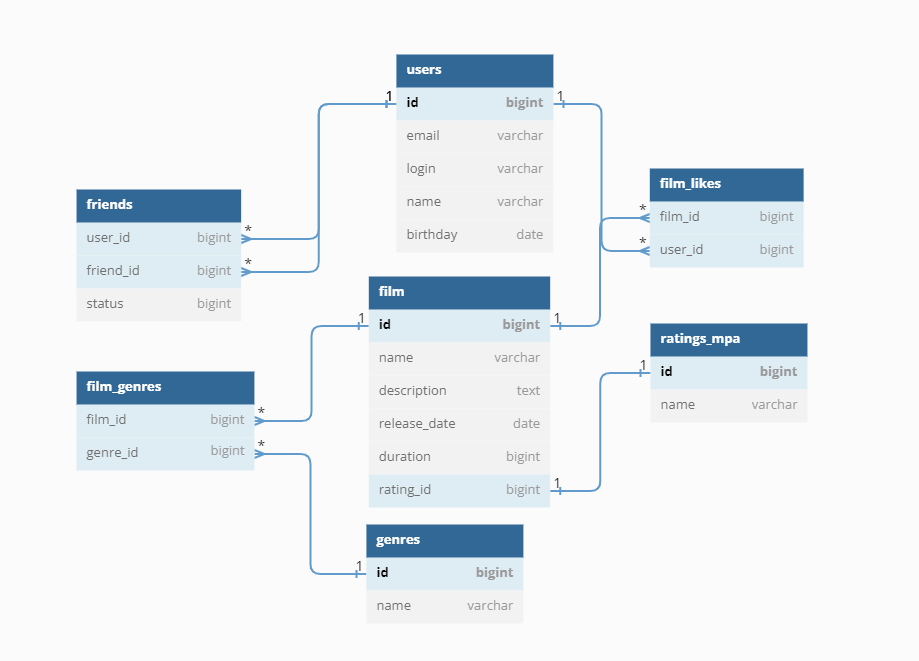 users
id bigint
email varchar
login varchar
name varchar
birthday date
1
1
friends
user_id bigint
friend_id bigint
status bigint
*
*
film_likes
film_id bigint
user_id bigint
*
*
film
id bigint
name varchar
description text
release_date date
duration bigint
rating_id bigint
1
1
1
ratings_mpa
id bigint
name varchar
1
film_genres
film_id bigint
genre_id bigint
*
*
genres
id bigint
name varchar
1